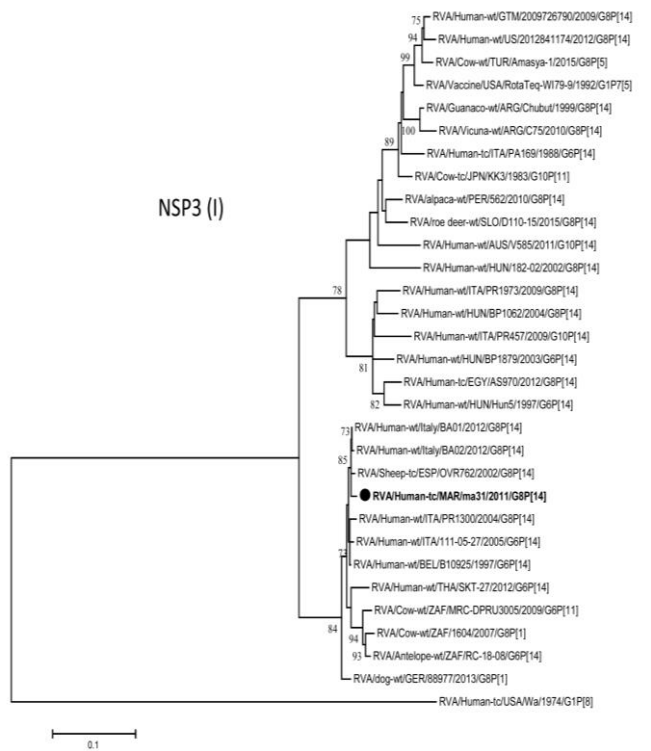 75
RVA/Human-wt/GTM/2009726790/2009/G8P[14]
94
RVA/Human-wt/US/2012841174/2012/G8P[14]
99
RVA/Cow-wt/TUR/Amasya-1/2015/G8P[5]
RVA/Vaccine/USA/RotaTeq-WI79-9/1992/G1P7[5]
RVA/Guanaco-wt/ARG/Chubut/1999/G8P[14]
100
RVA/Vicuna-wt/ARG/C75/2010/G8P[14]
89
RVA/Human-tc/ITA/PA169/1988/G6P[14]
RVA/Cow-tc/JPN/KK3/1983/G10P[11]
RVA/alpaca-wt/PER/562/2010/G8P[14]
NSP3 (I)
RVA/roe deer-wt/SLO/D110-15/2015/G8P[14]
RVA/Human-wt/AUS/V585/2011/G10P[14]
RVA/Human-wt/HUN/182-02/2002/G8P[14]
78
RVA/Human-wt/ITA/PR1973/2009/G8P[14]
RVA/Human-wt/HUN/BP1062/2004/G8P[14]
RVA/Human-wt/ITA/PR457/2009/G10P[14]
RVA/Human-wt/HUN/BP1879/2003/G6P[14]
81
RVA/Human-tc/EGY/AS970/2012/G8P[14]
82
RVA/Human-wt/HUN/Hun5/1997/G6P[14]
73
RVA/Human-wt/Italy/BA01/2012/G8P[14]
RVA/Human-wt/Italy/BA02/2012/G8P[14]
85
RVA/Sheep-tc/ESP/OVR762/2002/G8P[14]
RVA/Human-tc/MAR/ma31/2011/G8P[14]
RVA/Human-wt/ITA/PR1300/2004/G8P[14]
RVA/Human-wt/ITA/111-05-27/2005/G6P[14]
73
RVA/Human-wt/BEL/B10925/1997/G6P[14]
RVA/Human-wt/THA/SKT-27/2012/G6P[14]
RVA/Cow-wt/ZAF/MRC-DPRU3005/2009/G6P[11]
84
RVA/Cow-wt/ZAF/1604/2007/G8P[1]
94
93
RVA/Antelope-wt/ZAF/RC-18-08/G6P[14]
RVA/dog-wt/GER/88977/2013/G8P[1]
RVA/Human-tc/USA/Wa/1974/G1P[8]
0.1